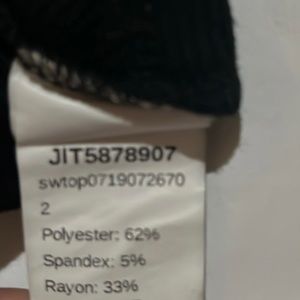 JIT5878907
swtop0719072670
2
Polyester: 62%
Spandex: 5%
Rayon: 33%